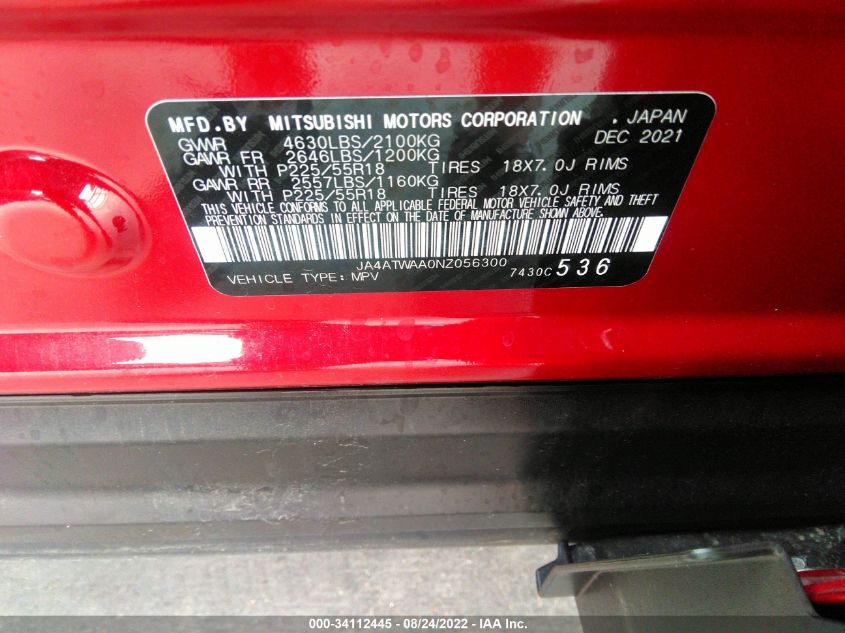 MFD.BY MITSUBISHI MOTORS CORPORATION . JAPAN
GVWR 4630LBS/2100KG DEC 2021
GAWR FR 2646LBS/1200KG
WITH P225/55R18 TIRES 18X7.0J RIMS
GAWR RR 2557LBS/1160KG
WITH P225/55R18 TIRES 18X7.0J RIMS
THIS VEHICLE CONFORMS TO ALL APPLICABLE FEDERAL MOTOR VEHICLE SAFETY AND THEFT
PREVENTION STANDARDS IN EFFECT ON THE DATE OF MANUFACTURE SHOWN ABOVE.
JA4ATWAA0NZ056300
VEHICLE TYPE: MPV 7430C 536
000-34112445 - 08/24/2022 - IAA Inc.